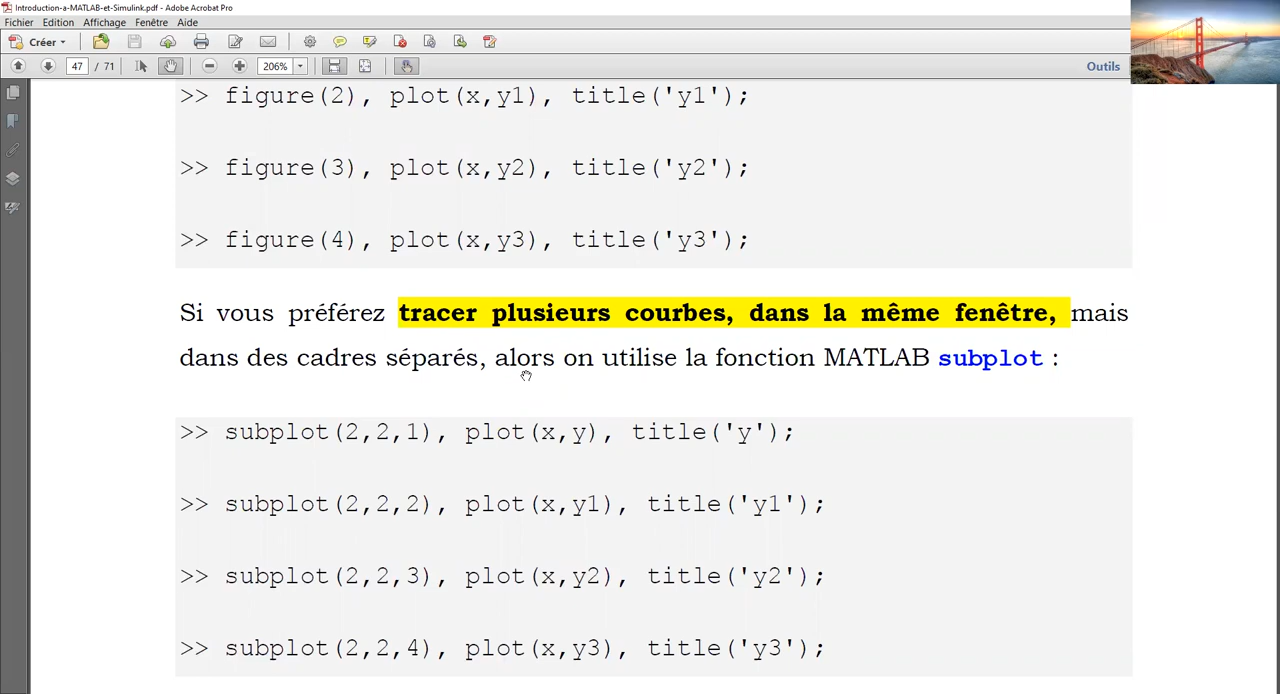 Introduction-a-MATLAB-et-Simulink.pdf - Adobe Acrobat Pro
Fichier Edition Affichage Fenêtre Aide
Créer
47 / 71 206% Outils
>> figure(2), plot(x,y1), title('y1');
>> figure(3), plot(x,y2), title('y2');
>> figure(4), plot(x,y3), title('y3');
Si vous préférez tracer plusieurs courbes, dans la même fenêtre, mais
dans des cadres séparés, alors on utilise la fonction MATLAB subplot :
>> subplot(2,2,1), plot(x,y), title('y');
>> subplot(2,2,2), plot(x,y1), title('y1');
>> subplot(2,2,3), plot(x,y2), title('y2');
>> subplot(2,2,4), plot(x,y3), title('y3');